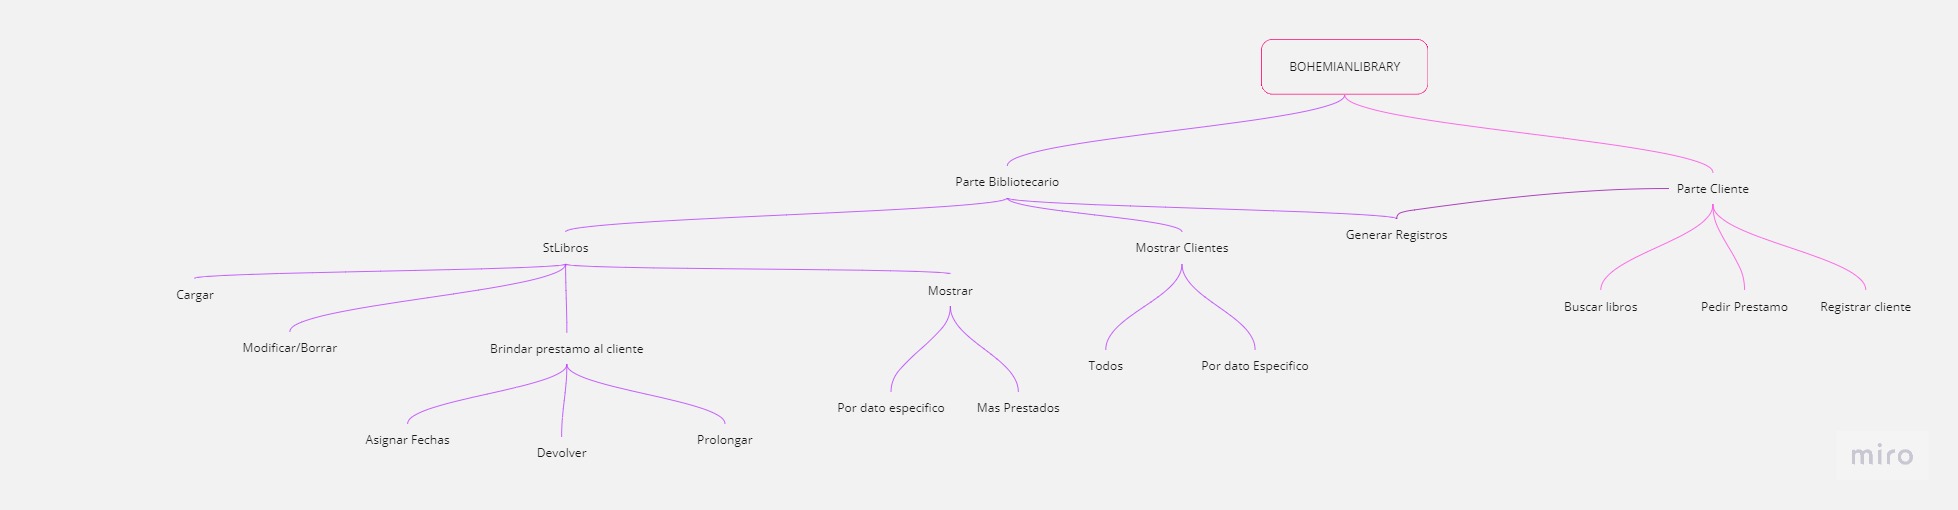 BOHEMIANLIBRARY
Parte Bibliotecario
Parte Cliente
Generar Registros
StLibros
Mostrar Clientes
Cargar
Mostrar
Buscar libros
Pedir Prestamo
Registrar cliente
Modificar/Borrar
Brindar prestamo al cliente
Todos
Por dato Especifico
Por dato especifico
Mas Prestados
Asignar Fechas
Devolver
Prolongar
miro